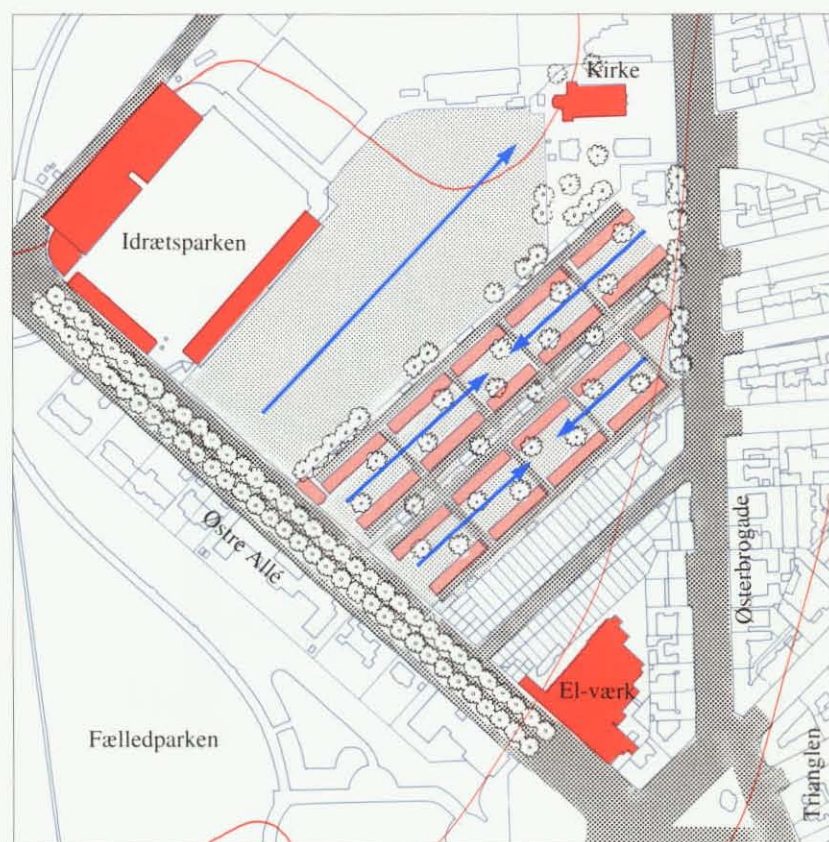 Kirke
Idrætsparken
Østre Allé
Østerbrogade
El-værk
Fælledparken
Trianglen